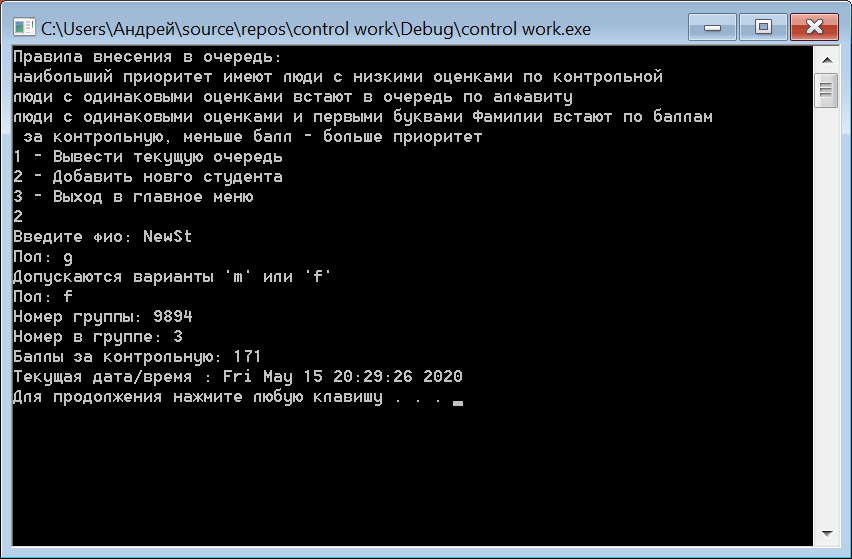 C:\Users\Андрей\source\repos\control work\Debug\control work.exe
Правила внесения в очередь:
наибольший приоритет имеют люди с низкими оценками по контрольной
люди с одинаковыми оценками встают в очередь по алфавиту
люди с одинаковыми оценками и первыми буквами Фамилии встают по баллам
за контрольную, меньше балл - больше приоритет
1 - Вывести текущую очередь
2 - Добавить новго студента
3 - Выход в главное меню
2
Введите фио: NewSt
Пол: g
Допускаются варианты 'm' или 'f'
Пол: f
Номер группы: 9894
Номер в группе: 3
Баллы за контрольную: 171
Текущая дата/время : Fri May 15 20:29:26 2020
Для продолжения нажмите любую клавишу . . .